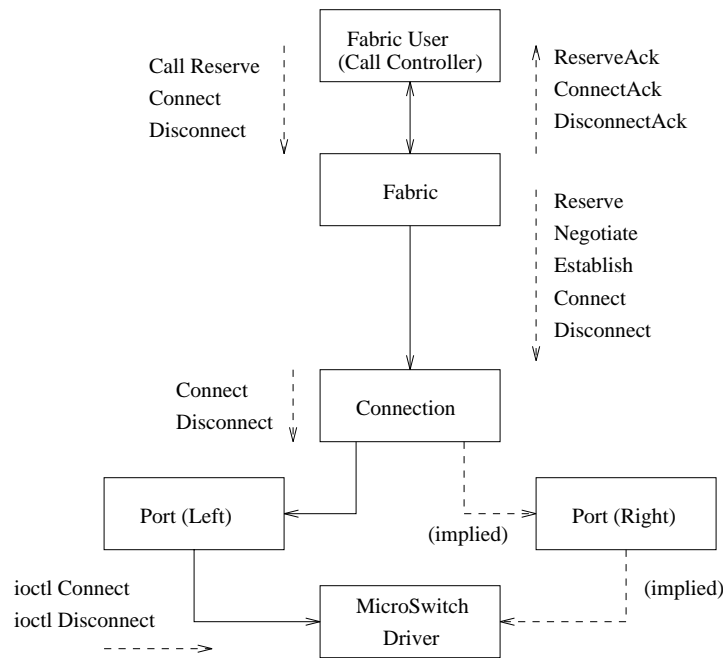 Fabric User
(Call Controller)
Call Reserve
Connect
Disconnect
ReserveAck
ConnectAck
DisconnectAck
Fabric
Reserve
Negotiate
Establish
Connect
Disconnect
Connect
Disconnect
Connection
Port (Left)
(implied)
Port (Right)
ioctl Connect
ioctl Disconnect
MicroSwitch
Driver
(implied)